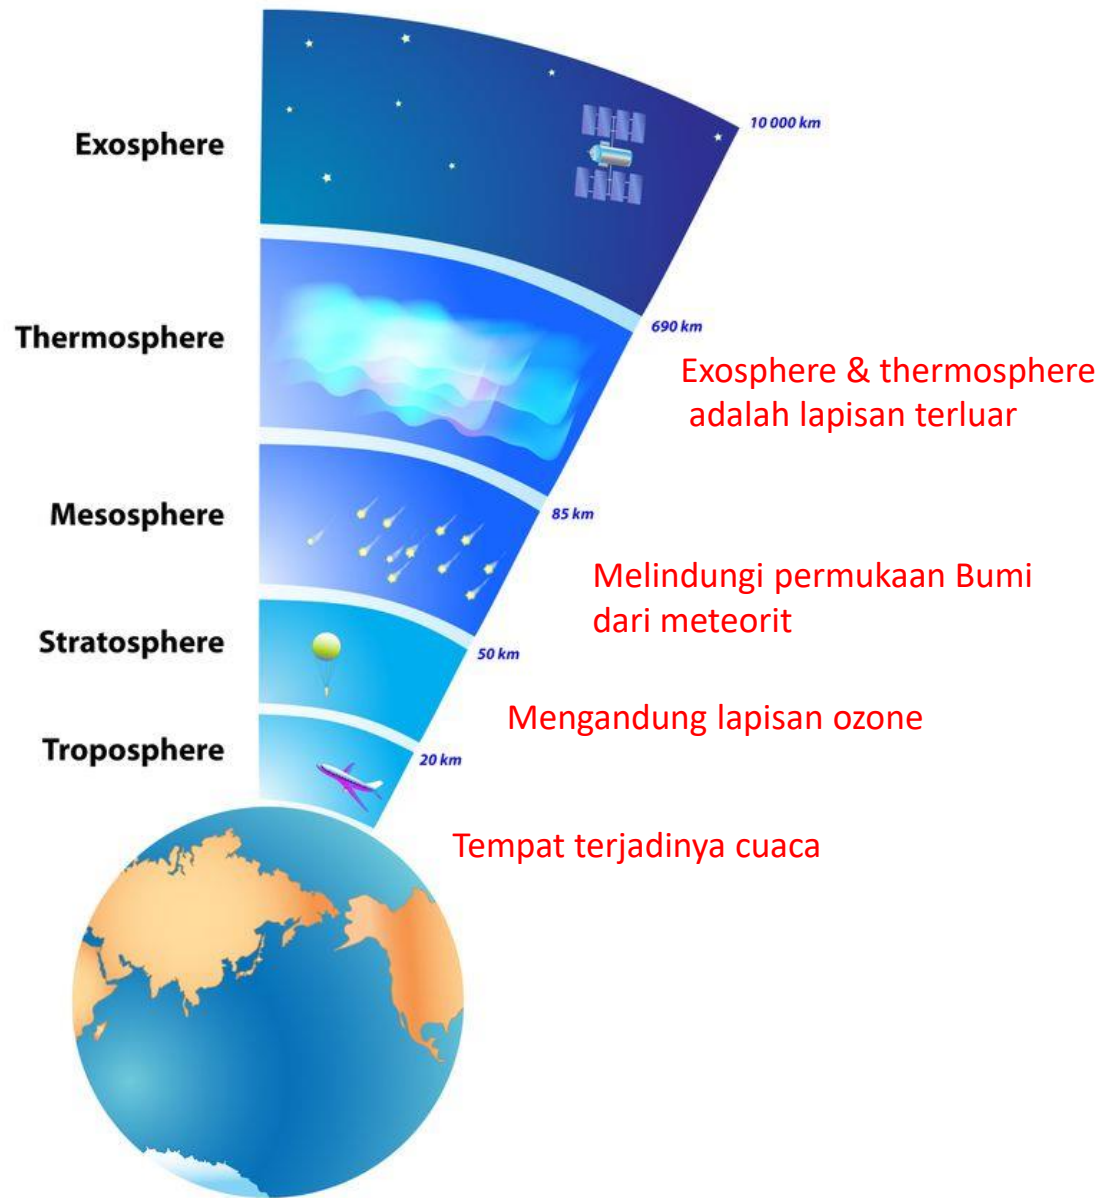 10 000 km
Exosphere
690 km
Thermosphere
Exosphere & thermosphere
adalah lapisan terluar
85 km
Mesosphere
Melindungi permukaan Bumi
dari meteorit
50 km
Stratosphere
Mengandung lapisan ozone
20 km
Troposphere
Tempat terjadinya cuaca